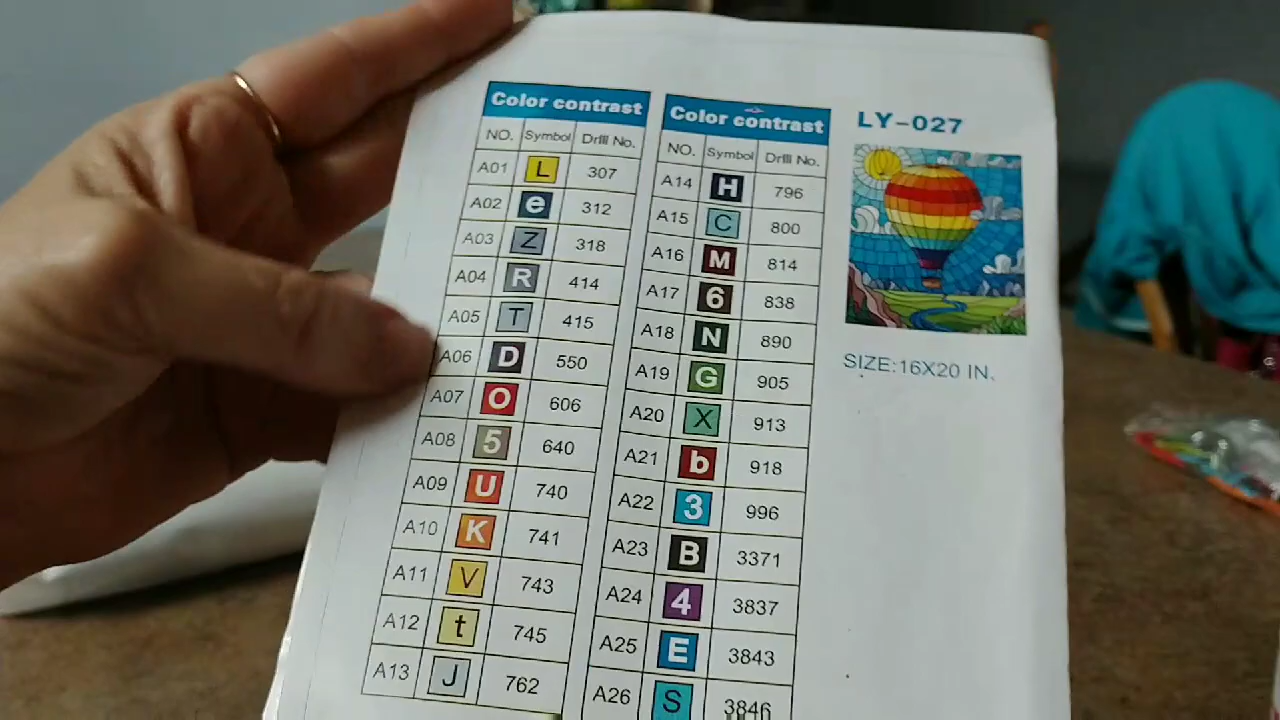 Color contrast
NO. Symbol Drill No.
A01 L 307
A02 e 312
A03 Z 318
A04 R 414
A05 T 415
A06 D 550
A07 O 606
A08 5 640
A09 U 740
A10 K 741
A11 V 743
A12 t 745
A13 J 762
Color contrast
NO. Symbol Drill No.
A14 H 796
A15 C 800
A16 M 814
A17 6 838
A18 N 890
A19 G 905
A20 X 913
A21 b 918
A22 3 996
A23 B 3371
A24 4 3837
A25 E 3843
A26 S 3846
LY-027
SIZE:16X20 IN.